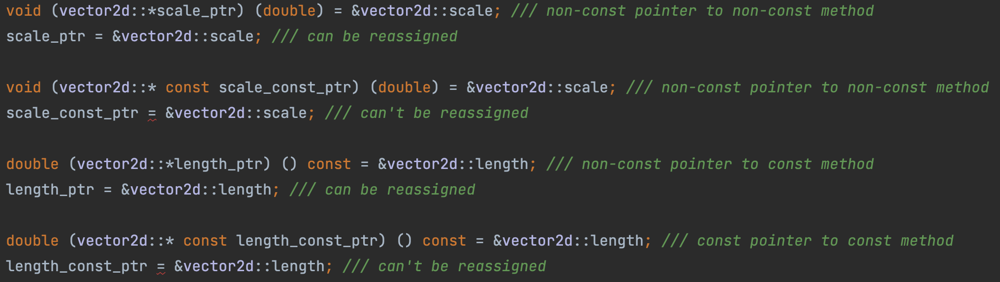 void (vector2d::*scale_ptr) (double) = &vector2d::scale; /// non-const pointer to non-const method
scale_ptr = &vector2d::scale; /// can be reassigned
void (vector2d::* const scale_const_ptr) (double) = &vector2d::scale; /// non-const pointer to non-const method
scale_const_ptr = &vector2d::scale; /// can't be reassigned
double (vector2d::*length_ptr) () const = &vector2d::length; /// non-const pointer to const method
length_ptr = &vector2d::length; /// can be reassigned
double (vector2d::* const length_const_ptr) () const = &vector2d::length; /// const pointer to const method
length_const_ptr = &vector2d::length; /// can't be reassigned